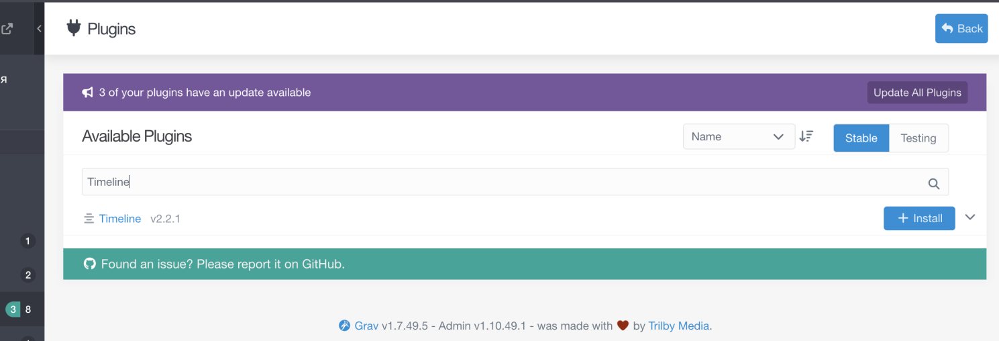 Plugins
Back
я
3 of your plugins have an update available
Update All Plugins
Available Plugins
Name
Stable
Testing
Timeline
Timeline v2.2.1
Install
1
Found an issue? Please report it on GitHub.
2
3 8
Grav v1.7.49.5 - Admin v1.10.49.1 - was made with ❤ by Trilby Media.